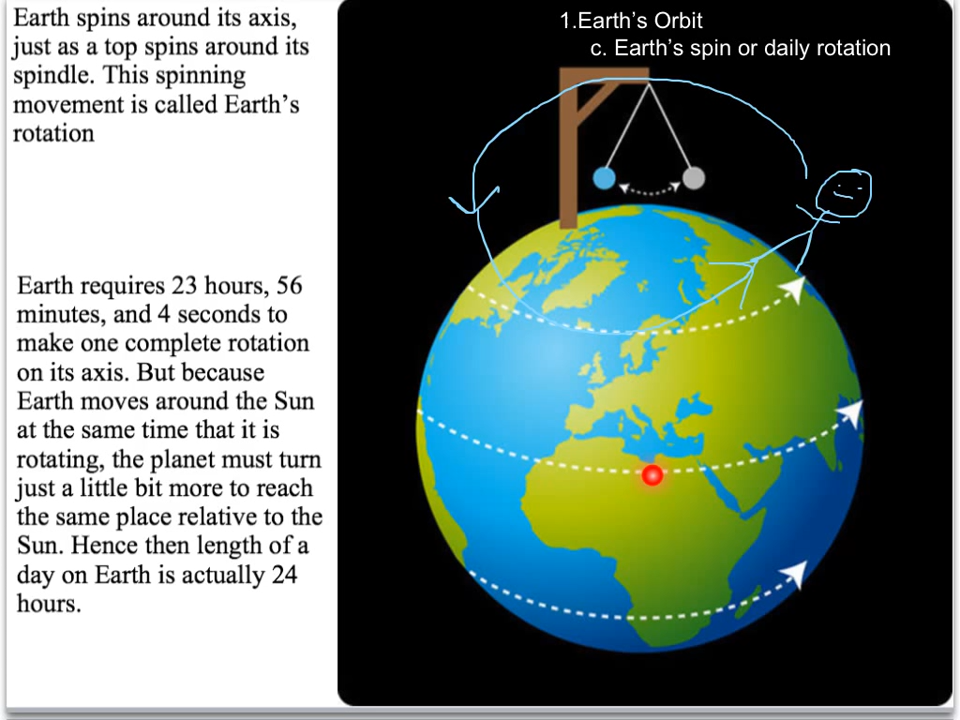 Earth spins around its axis,
just as a top spins around its
spindle. This spinning
movement is called Earth’s
rotation
Earth requires 23 hours, 56
minutes, and 4 seconds to
make one complete rotation
on its axis. But because
Earth moves around the Sun
at the same time that it is
rotating, the planet must turn
just a little bit more to reach
the same place relative to the
Sun. Hence then length of a
day on Earth is actually 24
hours.
1.Earth’s Orbit
c. Earth’s spin or daily rotation